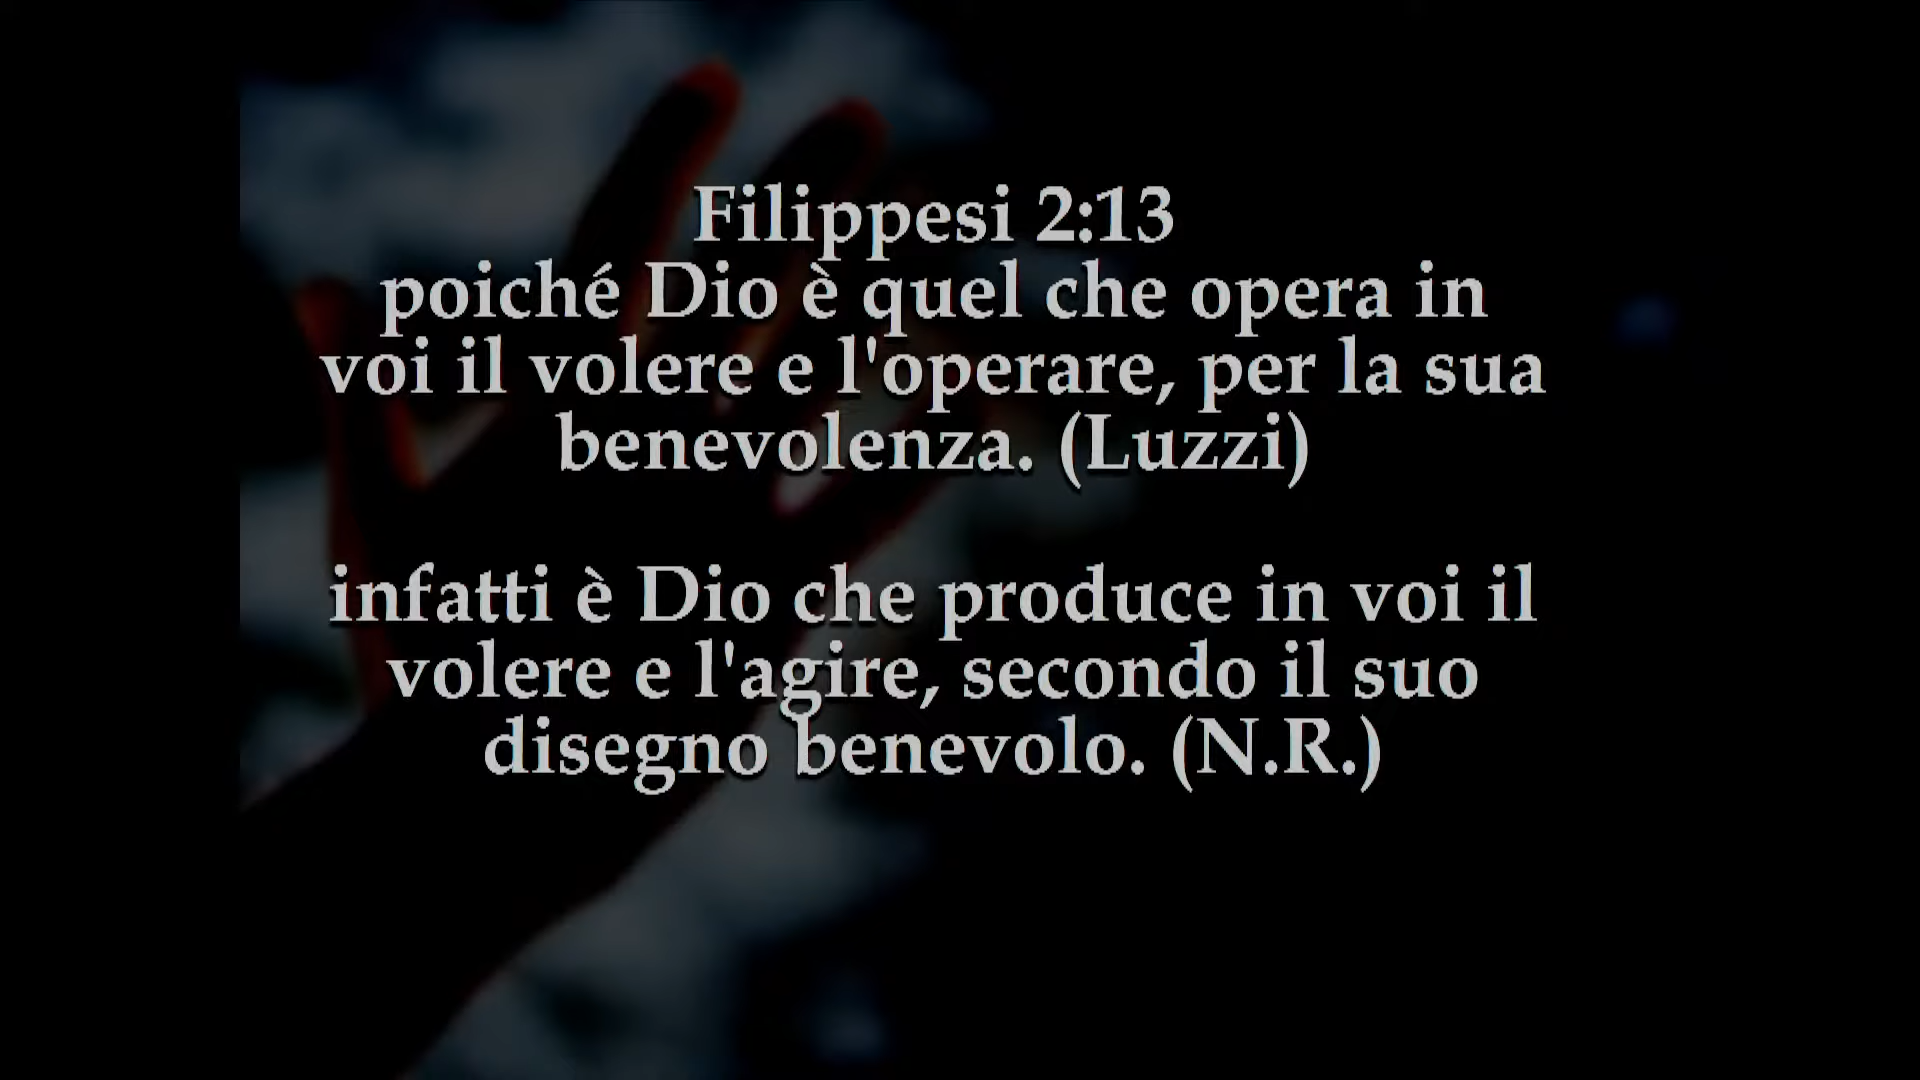 Filippesi 2:13
poiché Dio è quel che opera in
voi il volere e l'operare, per la sua
benevolenza. (Luzzi)
infatti è Dio che produce in voi il
volere e l'agire, secondo il suo
disegno benevolo. (N.R.)